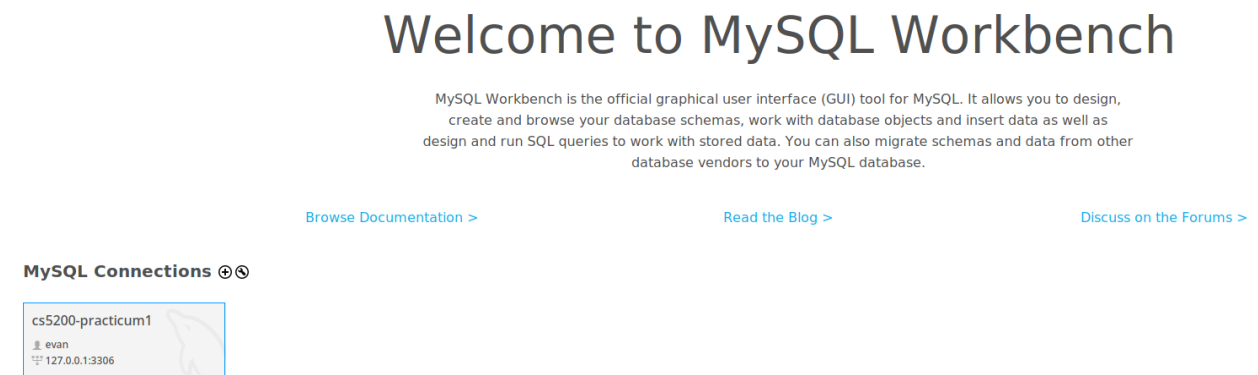 Welcome to MySQL Workbench
MySQL Workbench is the official graphical user interface (GUI) tool for MySQL. It allows you to design,
create and browse your database schemas, work with database objects and insert data as well as
design and run SQL queries to work with stored data. You can also migrate schemas and data from other
database vendors to your MySQL database.
Browse Documentation >
Read the Blog >
Discuss on the Forums >
MySQL Connections
cs5200-practicum1
evan
127.0.0.1:3306